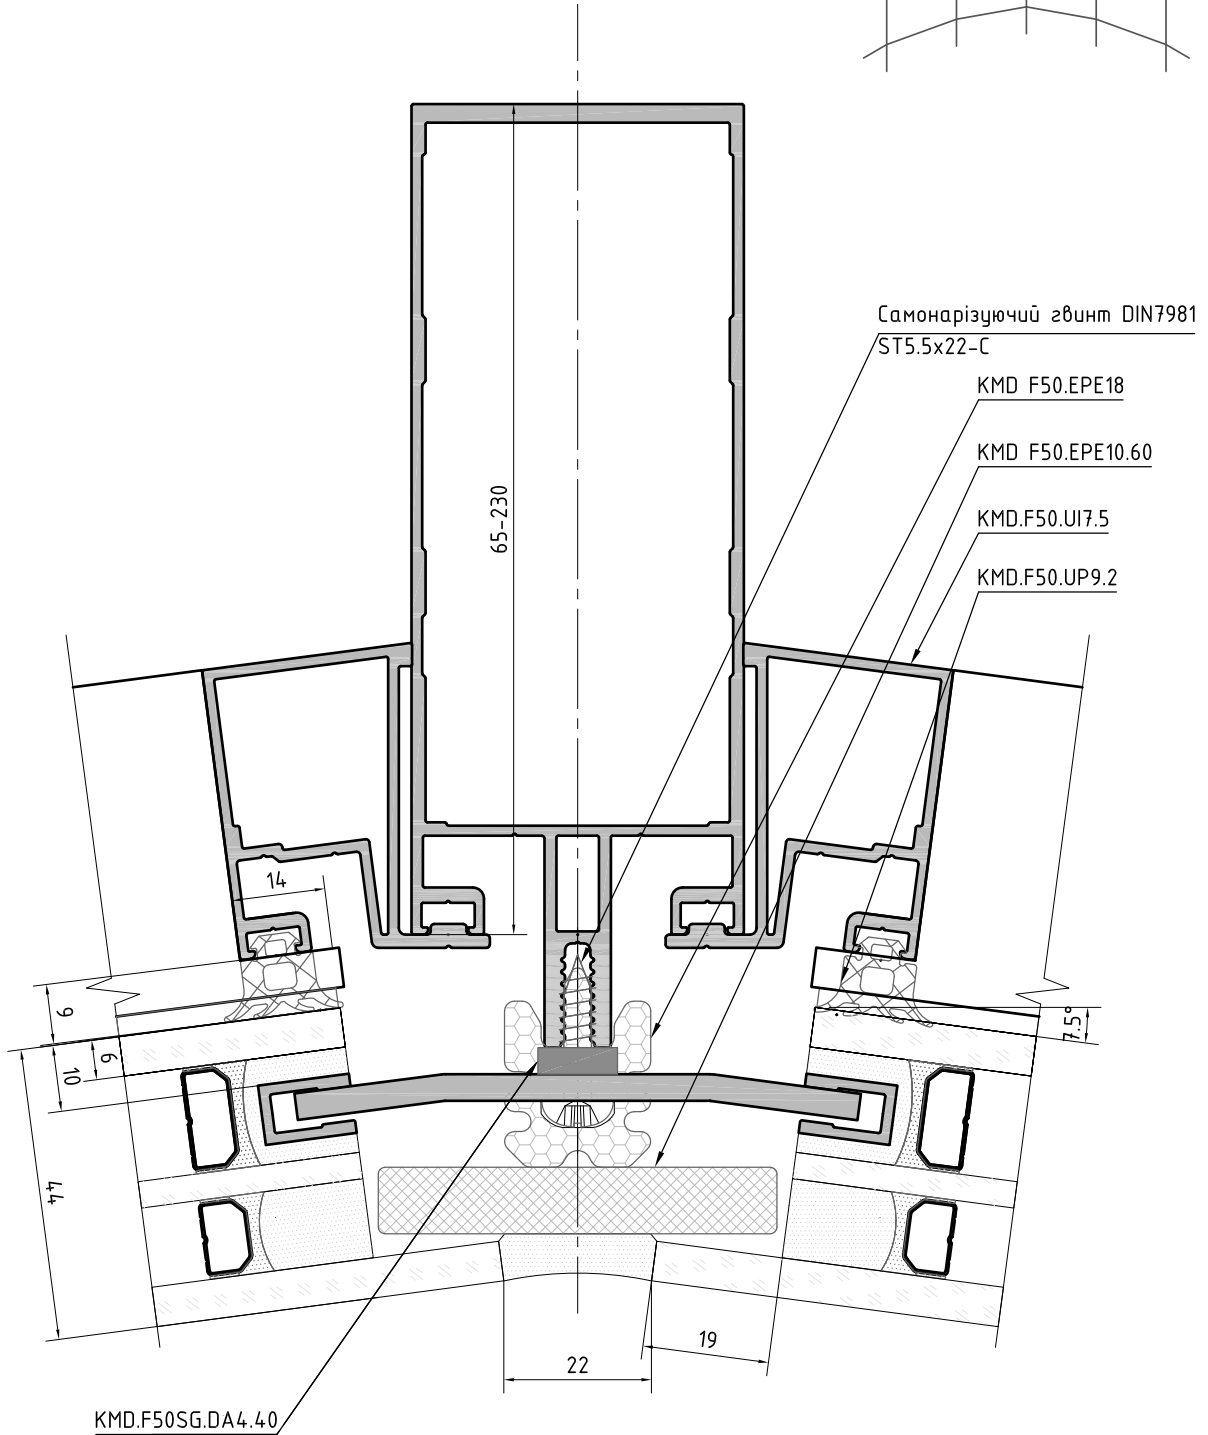 Самонарізуючий гвинт DIN7981
ST5.5x22-C
KMD F50.EPE18
KMD F50.EPE10.60
65-230
KMD.F50.UI7.5
KMD.F50.UP9.2
14
9
6
10
7.5°
44
19
22
KMD.F50SG.DA4.40